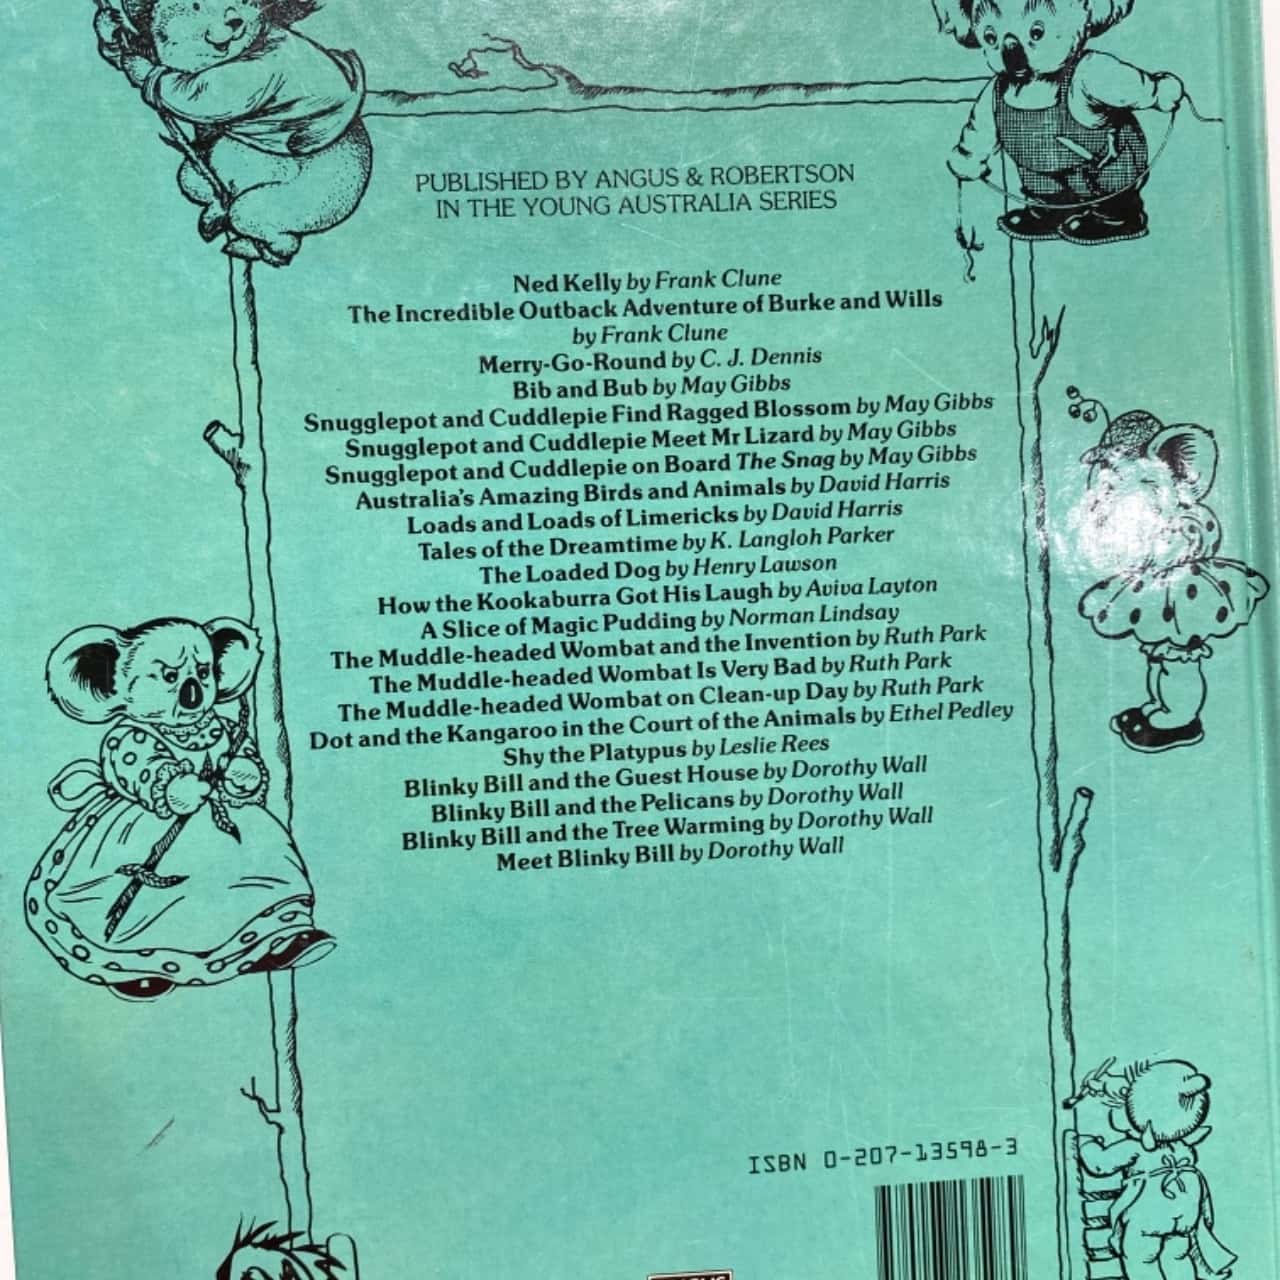 PUBLISHED BY ANGUS & ROBERTSON
IN THE YOUNG AUSTRALIA SERIES
Ned Kelly by Frank Clune
The Incredible Outback Adventure of Burke and Wills
by Frank Clune
Merry-Go-Round by C. J. Dennis
Bib and Bub by May Gibbs
Snugglepot and Cuddlepie Find Ragged Blossom by May Gibbs
Snugglepot and Cuddlepie Meet Mr Lizard by May Gibbs
Snugglepot and Cuddlepie on Board The Snag by May Gibbs
Australia's Amazing Birds and Animals by David Harris
Loads and Loads of Limericks by David Harris
Tales of the Dreamtime by K. Langloh Parker
The Loaded Dog by Henry Lawson
How the Kookaburra Got His Laugh by Aviva Layton
A Slice of Magic Pudding by Norman Lindsay
The Muddle-headed Wombat and the Invention by Ruth Park
The Muddle-headed Wombat Is Very Bad by Ruth Park
The Muddle-headed Wombat on Clean-up Day by Ruth Park
Dot and the Kangaroo in the Court of the Animals by Ethel Pedley
Shy the Platypus by Leslie Rees
Blinky Bill and the Guest House by Dorothy Wall
Blinky Bill and the Pelicans by Dorothy Wall
Blinky Bill and the Tree Warming by Dorothy Wall
Meet Blinky Bill by Dorothy Wall
ISBN 0-207-13598-3